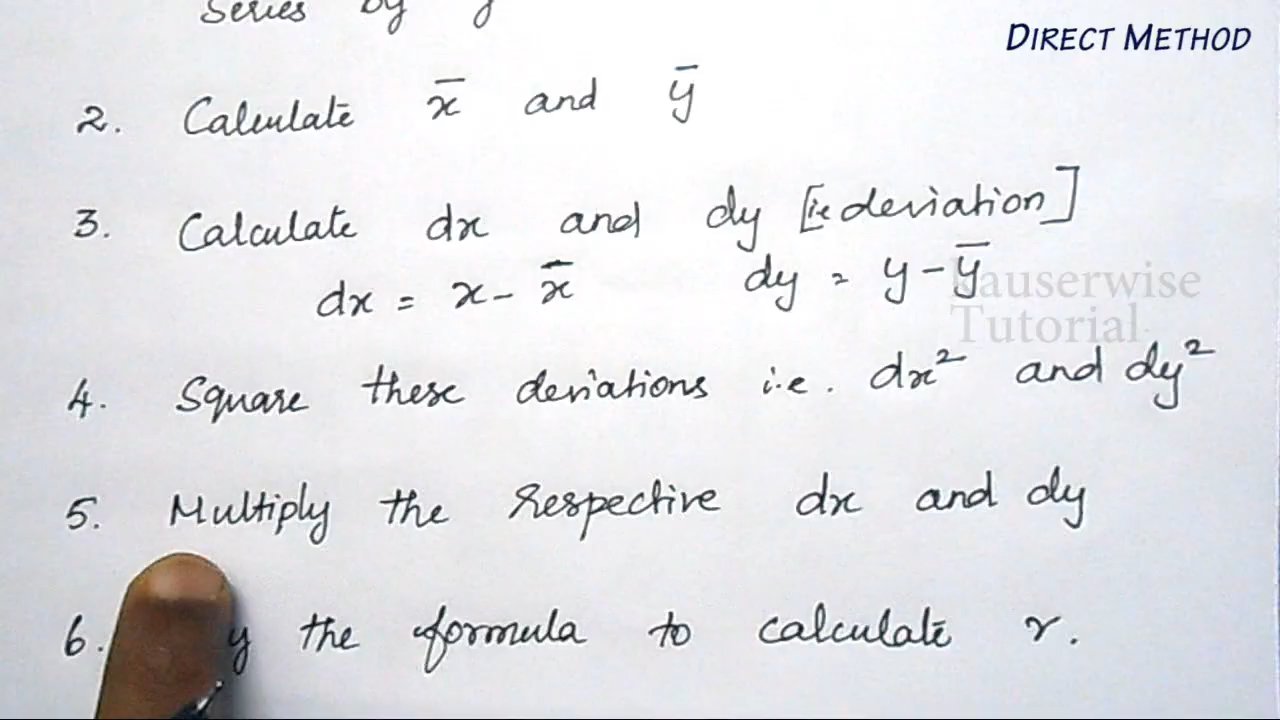 Series by y
DIRECT METHOD
2. Calculate x̄ and ȳ
3. Calculate dx and dy [ie deviation]
dx = x - x̄ dy = y - ȳ
Kauserwise
Tutorial
4. Square these deviations i.e. dx² and dy²
5. Multiply the respective dx and dy
6. y the formula to calculate r.